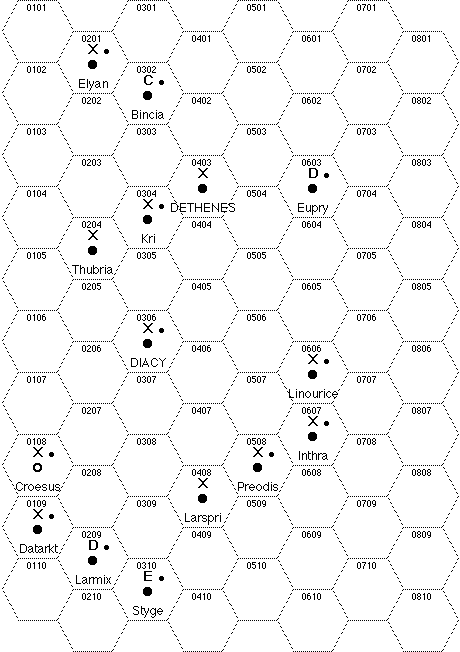 0101 0301 0501 0701
0201 0401 0601 0801
X
0102 0302 0502 0702
C
Elyan
0202 0402 0602 0802
Bincia
0103 0303 0503 0703
0203 0403 0603 0803
X D
0104 0304 0504 0704
X
DETHENES Eupry
0204 0404 0604 0804
X
Kri
0105 0305 0505 0705
Thubria
0205 0405 0605 0805
0106 0306 0506 0706
X
0206 0406 0606 0806
X
DIACY
0107 0307 0507 0707
Linourice
0207 0407 0607 0807
X
0108 0308 0508 0708
X X
Inthra
0208 0408 0608 0808
X
Croesus Preodis
0109 0309 0509 0709
X
Larspri
0209 0409 0609 0809
D
Datarkt
0110 0310 0510 0710
E
Larmix
0210 0410 0610 0810
Styge